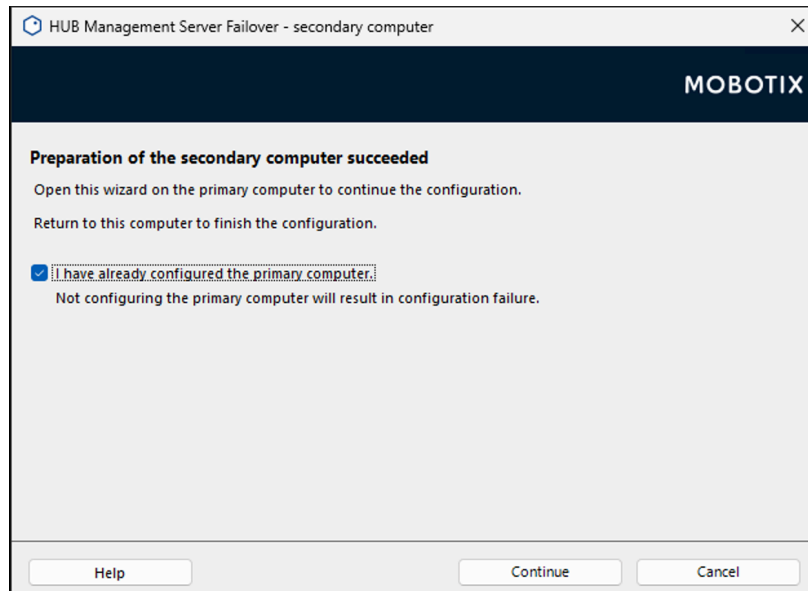 HUB Management Server Failover - secondary computer
MOBOTIX
Preparation of the secondary computer succeeded
Open this wizard on the primary computer to continue the configuration.
Return to this computer to finish the configuration.
I have already configured the primary computer.
Not configuring the primary computer will result in configuration failure.
Help
Continue
Cancel